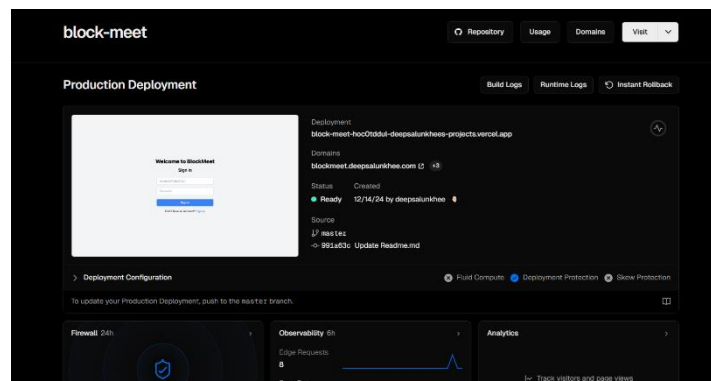 block-meet
Repository Usage Domains Visit
Production Deployment
Build Logs Runtime Logs Instant Rollback
Welcome to BlockMeet
Sign in
Sign in
Deployment
block-meet-hoc0tddul-deepsalunkhees-projects.vercel.app
Domains
blockmeet.deepsalunkhee.com +3
Status Created
Ready 12/14/24 by deepsalunkhee
Source
master
991a63c Update Readme.md
Deployment Configuration
Fluid Compute Deployment Protection Skew Protection
To update your Production Deployment, push to the master branch.
Firewall 24h
Observability 6h
Analytics
Edge Requests
8
Track visitors and page views